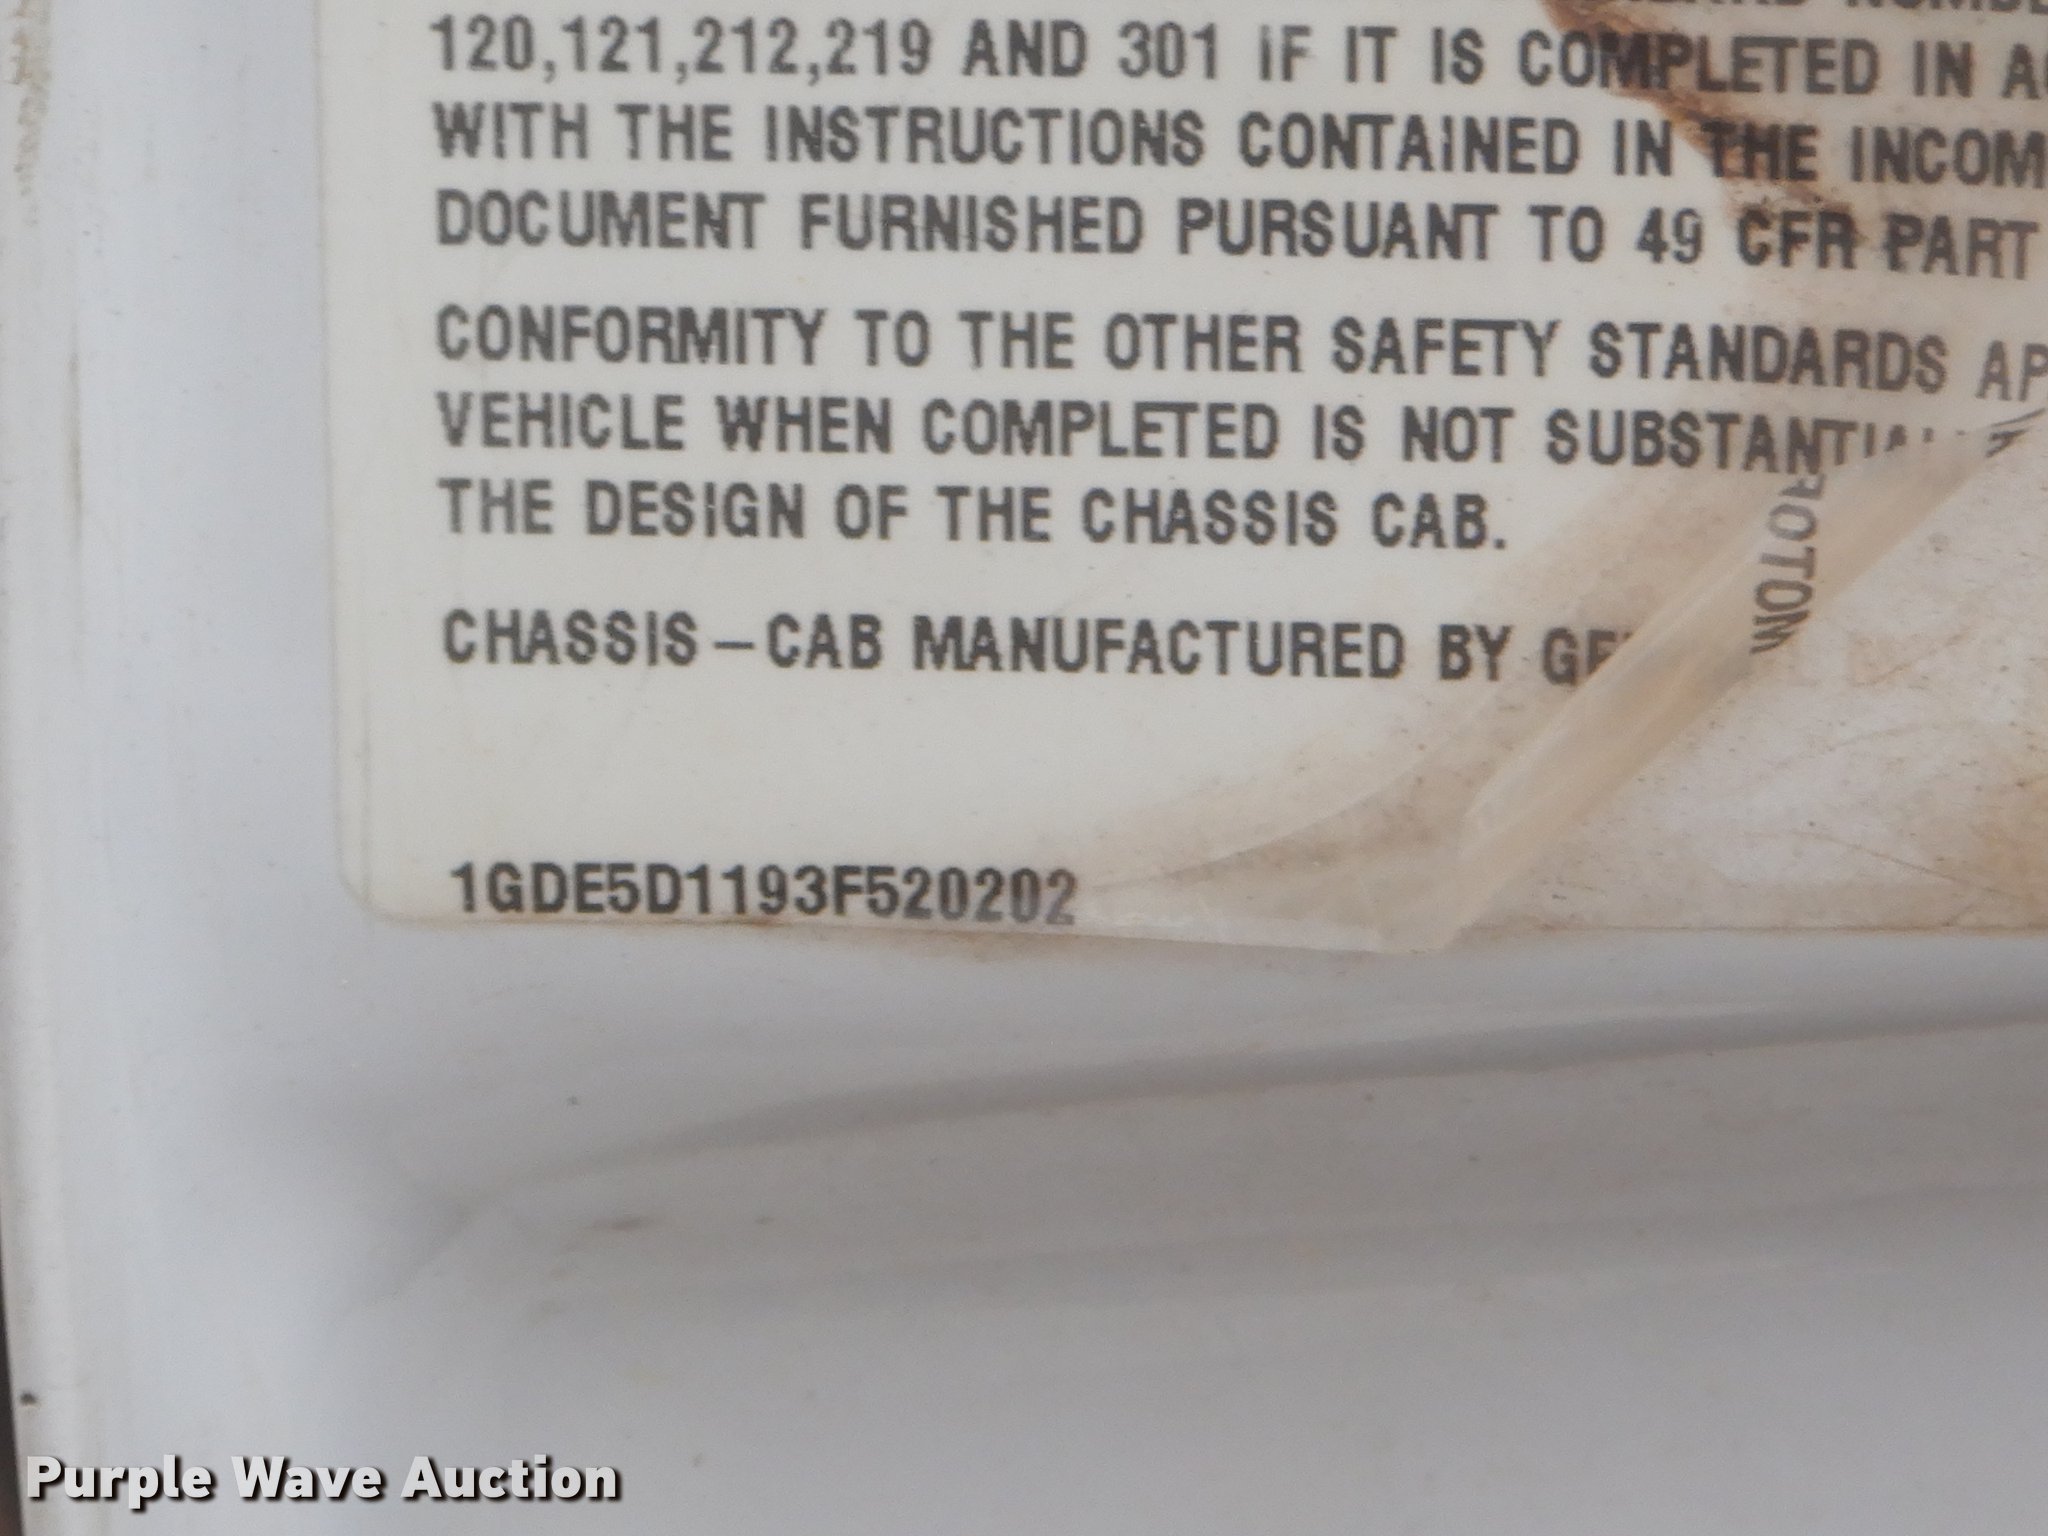 120,121,212,219 AND 301 IF IT IS COMPLETED IN
WITH THE INSTRUCTIONS CONTAINED IN THE INCOM
DOCUMENT FURNISHED PURSUANT TO 49 CFR PART
CONFORMITY TO THE OTHER SAFETY STANDARDS AP
VEHICLE WHEN COMPLETED IS NOT
THE DESIGN OF THE CHASSIS CAB.
CHASSIS-CAB MANUFACTURED BY
1GDE5D1193F520202
Purple Wave Auction